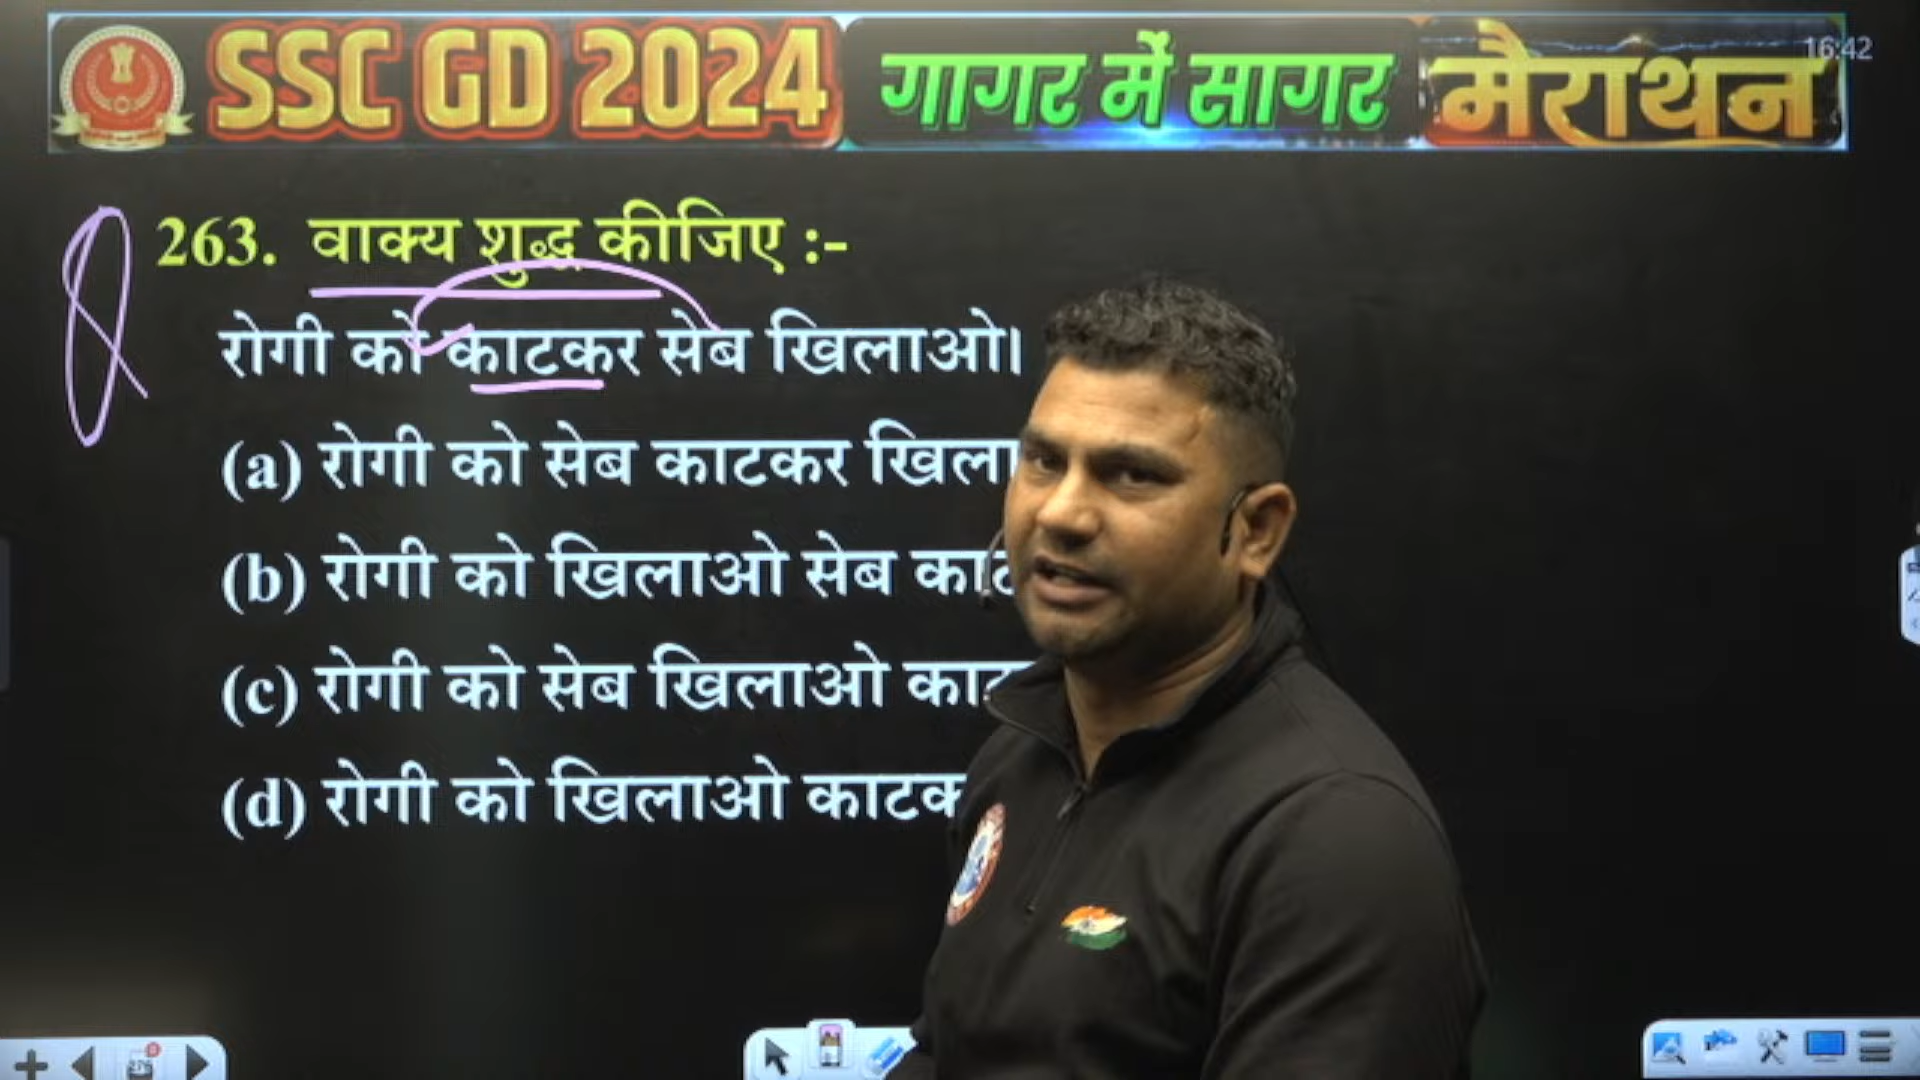 SSC GD 2024 गागर में सागर मैराथन
16:42
263. वाक्य शुद्ध कीजिए :-
रोगी को काटकर सेब खिलाओ।
(a) रोगी को सेब काटकर
(b) रोगी को खिलाओ सेब
(c) रोगी को सेब खिलाओ
(d) रोगी को खिलाओ